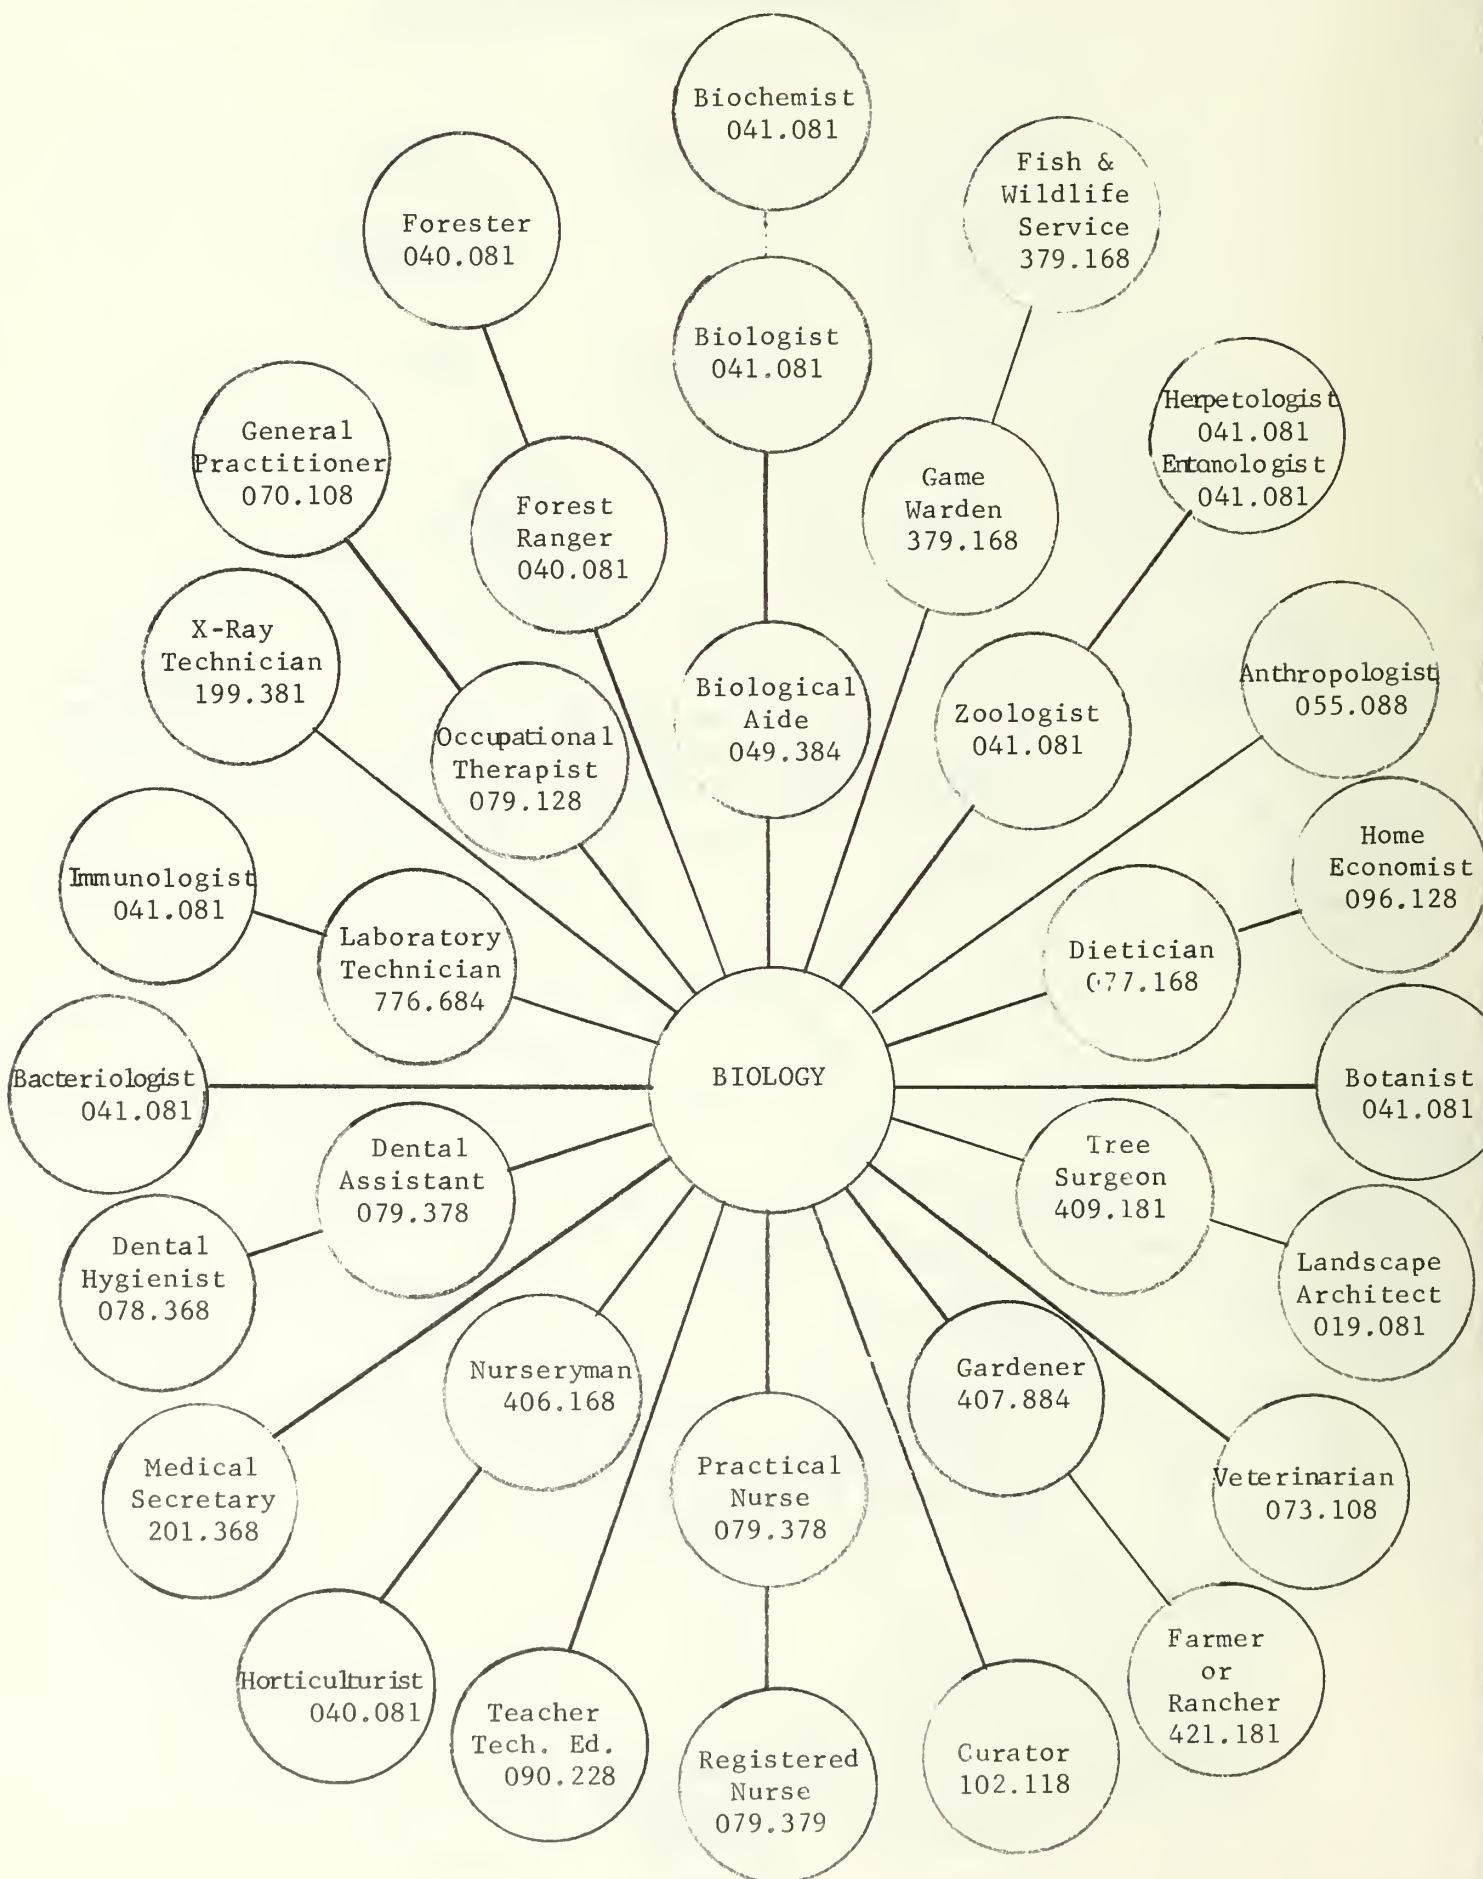 Biochemist
041.081
Fish &
Wildlife
Service
379.168
Forester
040.081
Biologist
041.081
Herpetologist
041.081
Entomologist
041.081
General
Practitioner
070.108
Game
Warden
379.168
Forest
Ranger
040.081
X-Ray
Technician
199.381
Biological
Aide
049.384
Zoologist
041.081
Anthropologist
055.088
Occupational
Therapist
079.128
Home
Economist
096.128
Immunologist
041.081
Laboratory
Technician
776.684
Dietician
077.168
Bacteriologist
041.081
BIOLOGY
Botanist
041.081
Dental
Assistant
079.378
Tree
Surgeon
409.181
Dental
Hygienist
078.368
Landscape
Architect
019.081
Nurseryman
406.168
Gardener
407.884
Medical
Secretary
201.368
Practical
Nurse
079.378
Veterinarian
073.108
Horticulturist
040.081
Teacher
Tech. Ed.
090.228
Registered
Nurse
079.379
Curator
102.118
Farmer
or
Rancher
421.181